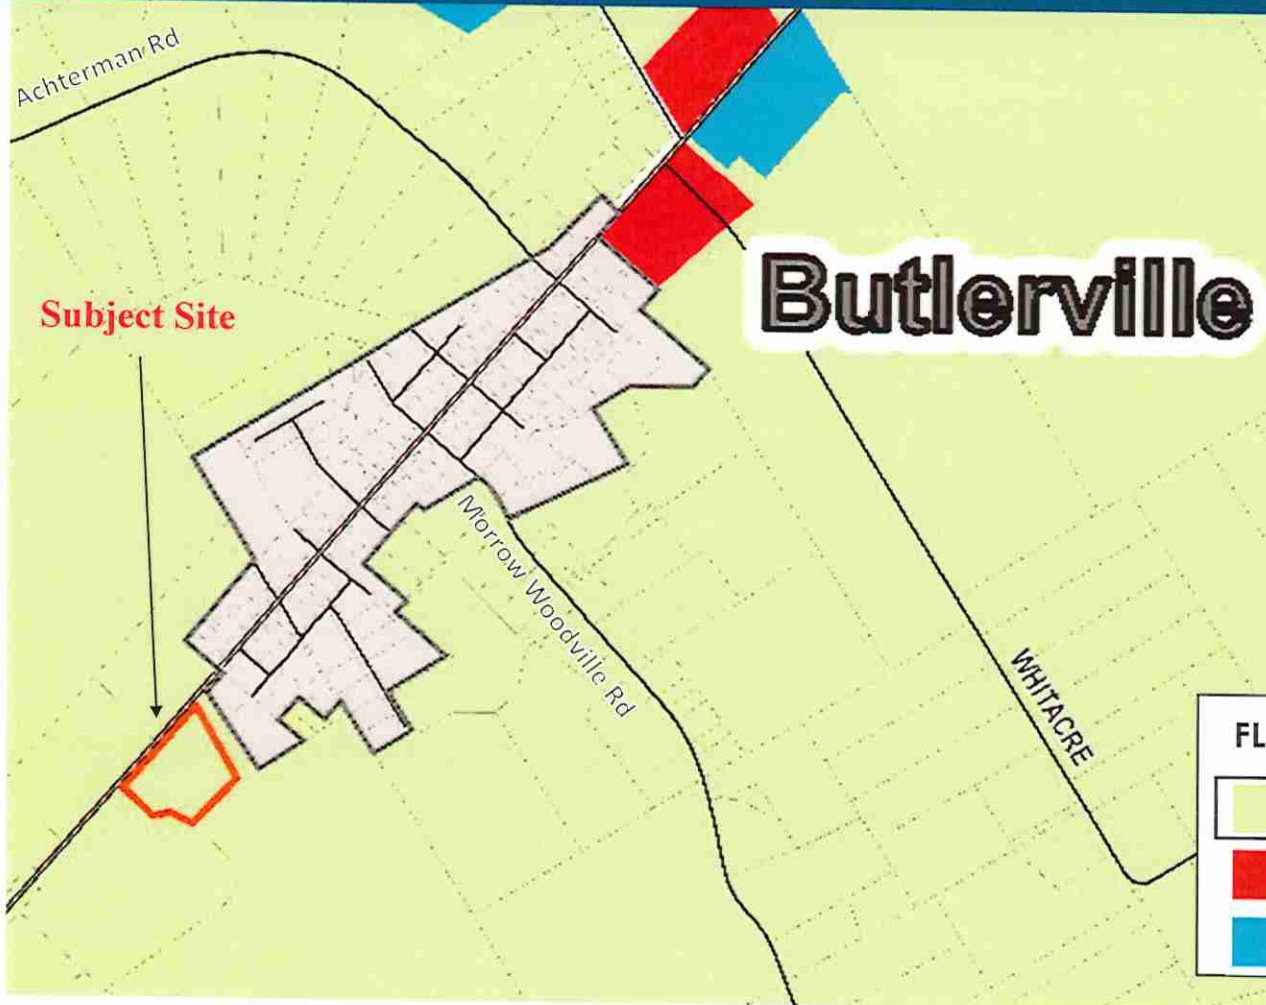 Achterman Rd
Subject Site
Butlerville
Morrow Woodville Rd
WHITACRE
FL